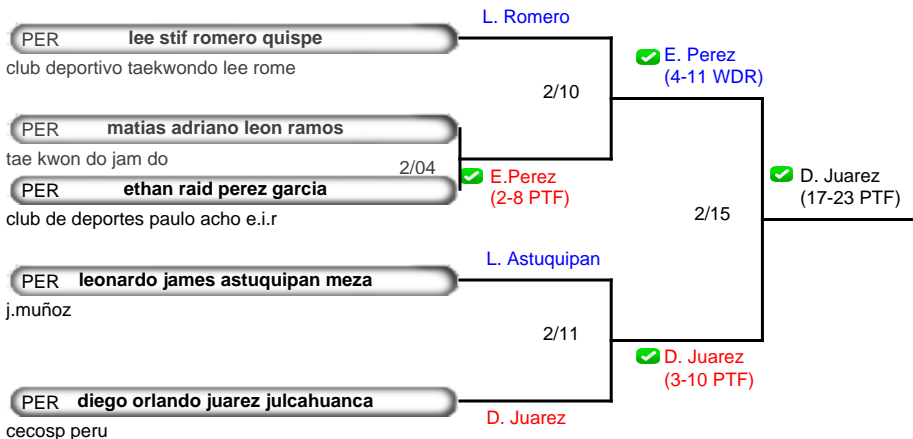 L. Romero
PER lee stif romero quispe
club deportivo taekwondo lee rome
E. Perez
(4-11 WDR)
2/10
PER matias adriano leon ramos
tae kwon do jam do
2/04
E.Perez
(2-8 PTF)
PER ethan raid perez garcia
club de deportes paulo acho e.i.r
D. Juarez
(17-23 PTF)
2/15
L. Astuquipan
PER leonardo james astuquipan meza
j.muñoz
2/11
D. Juarez
(3-10 PTF)
PER diego orlando juarez julcahuanca
D. Juarez
cecosp peru